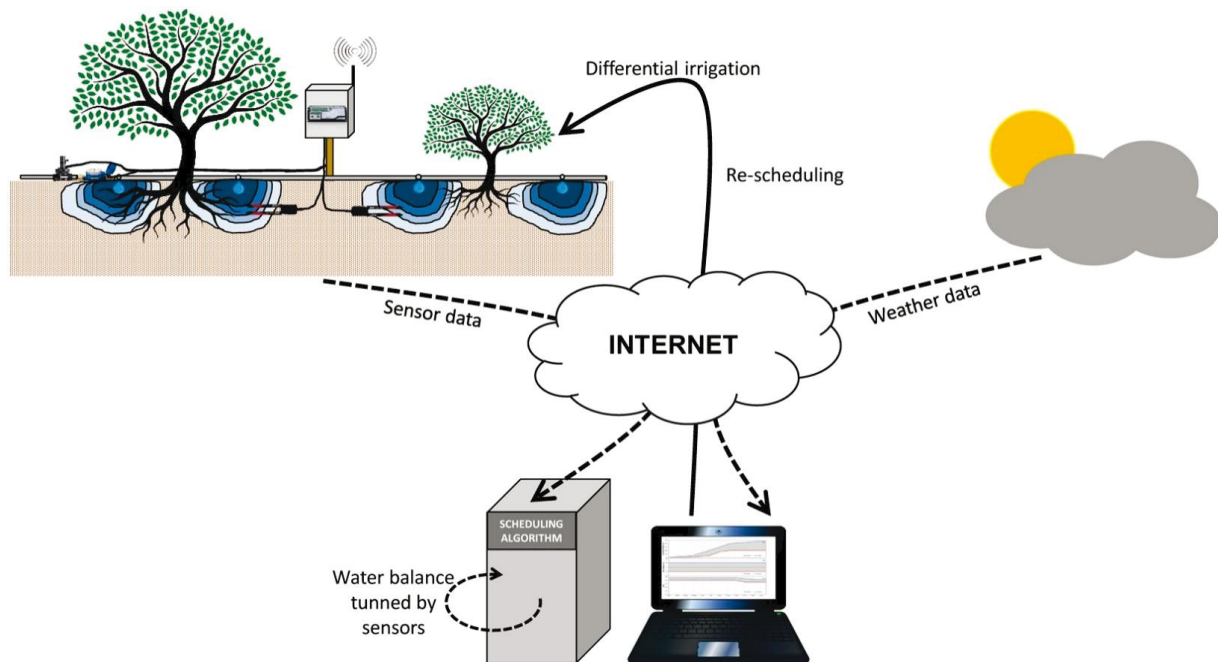 Differential irrigation
Re-scheduling
Sensor data
Weather data
INTERNET
SCHEDULING
ALGORITHM
Water balance
tunned by
sensors